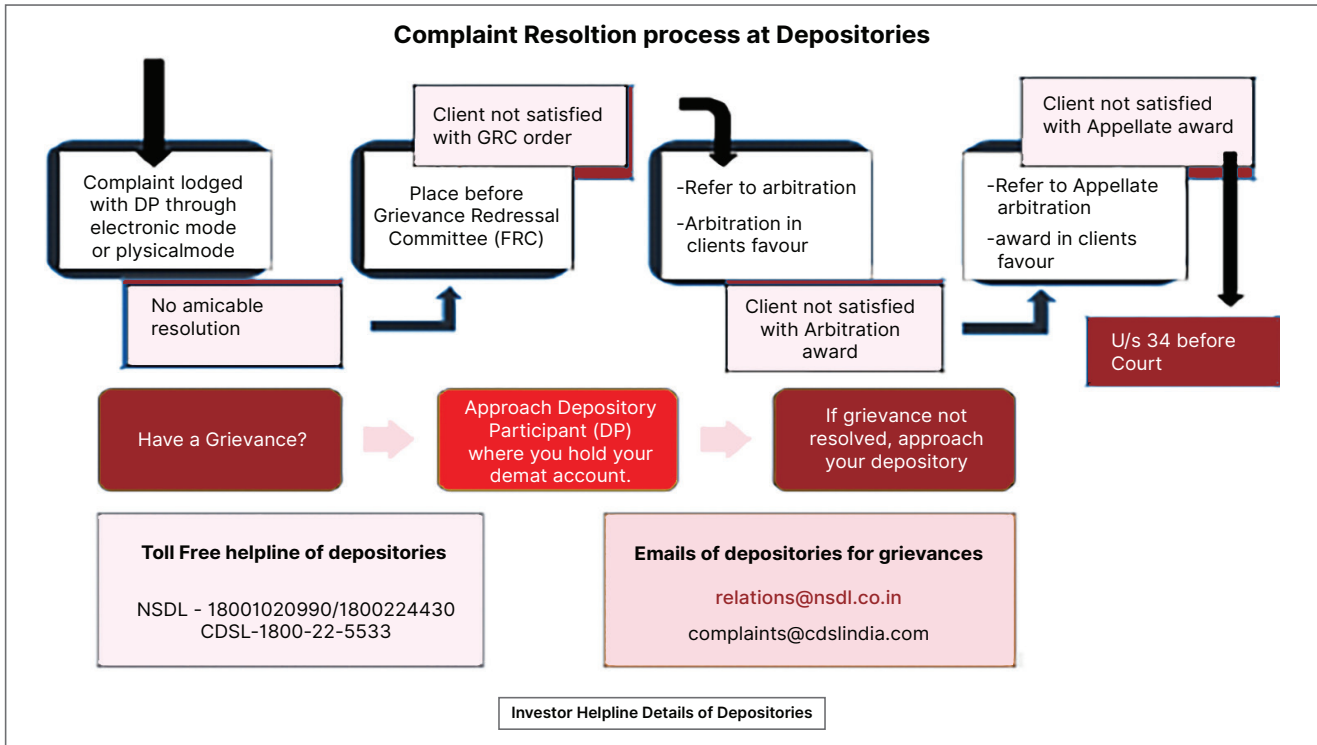 Complaint Resoltion process at Depositories
Complaint lodged
with DP through
electronic mode
or plysicalmode
No amicable
resolution
Client not satisfied
with GRC order
Place before
Grievance Redressal
Committee (FRC)
-Refer to arbitration
-Arbitration in
clients favour
Client not satisfied
with Arbitration
award
Client not satisfied
with Appellate award
-Refer to Appellate
arbitration
-award in clients
favour
U/s 34 before
Court
Have a Grievance?
Approach Depository
Participant (DP)
where you hold your
demat account.
If grievance not
resolved, approach
your depository
Toll Free helpline of depositories
NSDL - 18001020990/1800224430
CDSL-1800-22-5533
Emails of depositories for grievances
relations@nsdl.co.in
complaints@cdslindia.com
Investor Helpline Details of Depositories